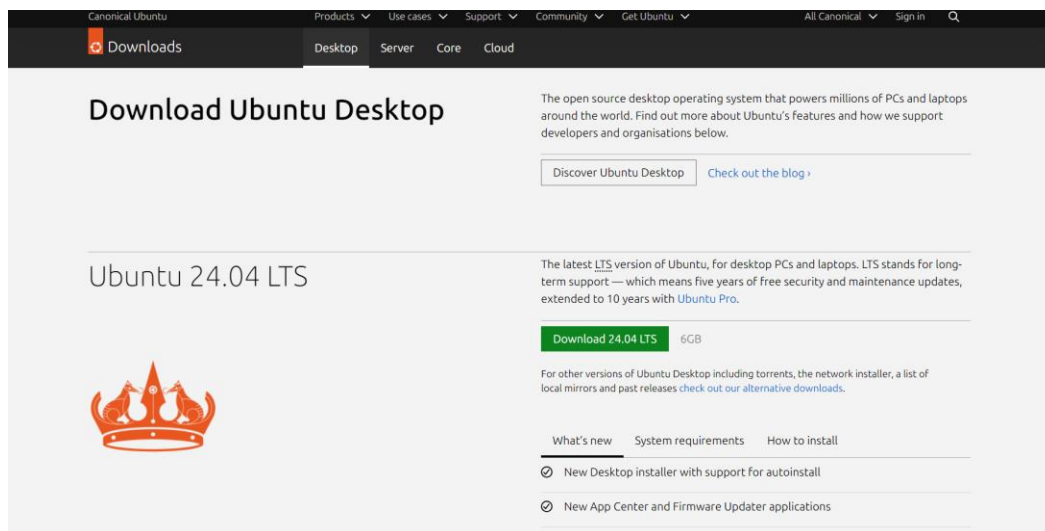 Canonical Ubuntu
Products Use cases Support Community Get Ubuntu
All Canonical Sign in
Downloads
Desktop Server Core Cloud
Download Ubuntu Desktop
The open source desktop operating system that powers millions of PCs and laptops
around the world. Find out more about Ubuntu's features and how we support
developers and organisations below.
Discover Ubuntu Desktop Check out the blog ›
Ubuntu 24.04 LTS
The latest LTS version of Ubuntu, for desktop PCs and laptops. LTS stands for long-
term support — which means five years of free security and maintenance updates,
extended to 10 years with Ubuntu Pro.
Download 24.04 LTS 6GB
For other versions of Ubuntu Desktop including torrents, the network installer, a list of
local mirrors and past releases check out our alternative downloads.
What's new System requirements How to install
New Desktop installer with support for autoinstall
New App Center and Firmware Updater applications